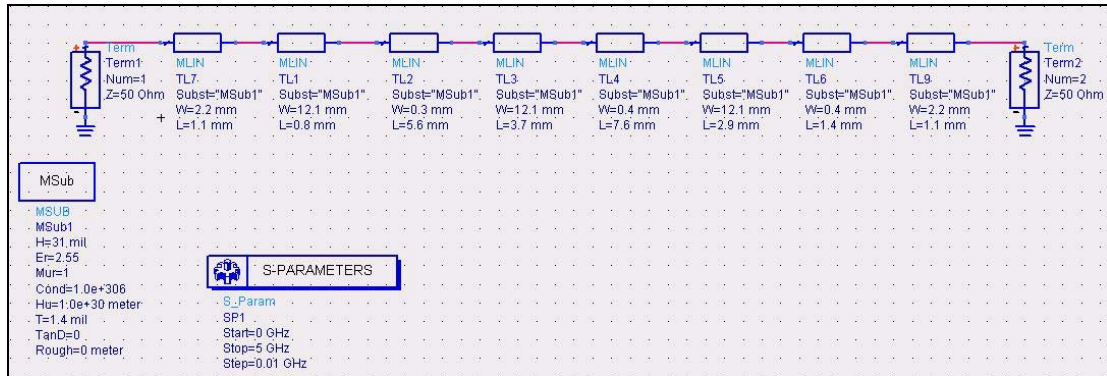 Term
Term1
Num=1
Z=50 Ohm
MLIN
TL7
Subst="MSub1"
W=2.2 mm
L=1.1 mm
MLIN
TL1
Subst="MSub1"
W=12.1 mm
L=0.8 mm
MLIN
TL2
Subst="MSub1"
W=0.3 mm
L=5.6 mm
MLIN
TL3
Subst="MSub1"
W=12.1 mm
L=3.7 mm
MLIN
TL4
Subst="MSub1"
W=0.4 mm
L=7.6 mm
MLIN
TL5
Subst="MSub1"
W=12.1 mm
L=2.9 mm
MLIN
TL6
Subst="MSub1"
W=0.4 mm
L=1.4 mm
MLIN
TL9
Subst="MSub1"
W=2.2 mm
L=1.1 mm
Term
Term2
Num=2
Z=50 Ohm
MSub
MSUB
MSub1
H=31 mil
Er=2.55
Mur=1
Cond=1.0e+306
Hu=1.0e+30 meter
T=1.4 mil
TanD=0
Rough=0 meter
S-PARAMETERS
S_Param
SP1
Start=0 GHz
Stop=5 GHz
Step=0.01 GHz